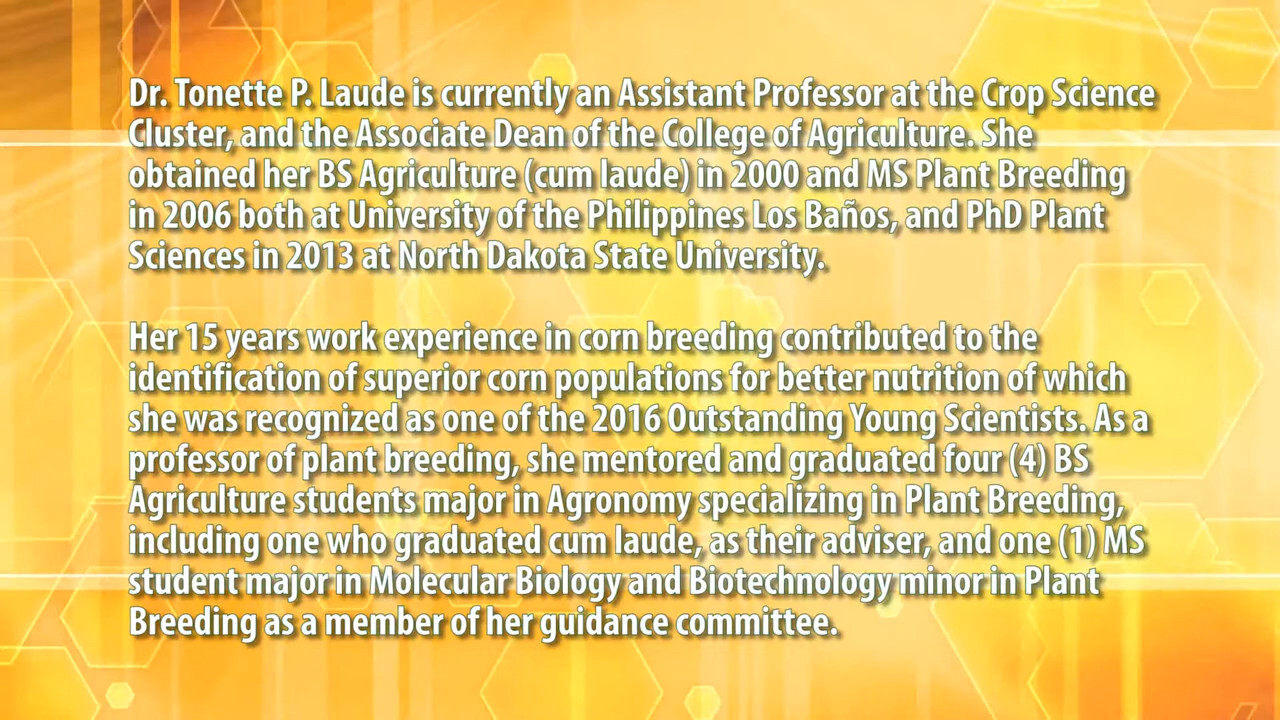 Dr. Tonette P. Laude is currently an Assistant Professor at the Crop Science
Cluster, and the Associate Dean of the College of Agriculture. She
obtained her BS Agriculture (cum laude) in 2000 and MS Plant Breeding
in 2006 both at University of the Philippines Los Baños, and PhD Plant
Sciences in 2013 at North Dakota State University.
Her 15 years work experience in corn breeding contributed to the
identification of superior corn populations for better nutrition of which
she was recognized as one of the 2016 Outstanding Young Scientists. As a
professor of plant breeding, she mentored and graduated four (4) BS
Agriculture students major in Agronomy specializing in Plant Breeding,
including one who graduated cum laude, as their adviser, and one (1) MS
student major in Molecular Biology and Biotechnology minor in Plant
Breeding as a member of her guidance committee.